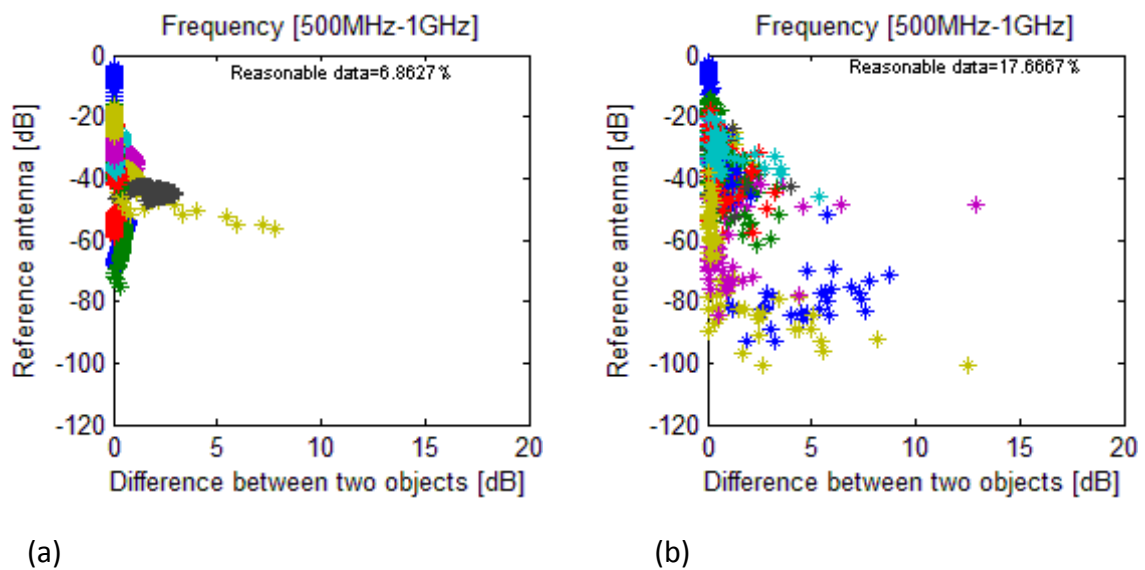 Frequency [500MHz-1GHz]
Reasonable data=6.8627%
0
-20
-40
-60
-80
-100
-120
Reference antenna [dB]
0 5 10 15 20
Difference between two objects [dB]
(a)
Frequency [500MHz-1GHz]
Reasonable data=17.6667%
0
-20
-40
-60
-80
-100
-120
Reference antenna [dB]
0 5 10 15 20
Difference between two objects [dB]
(b)